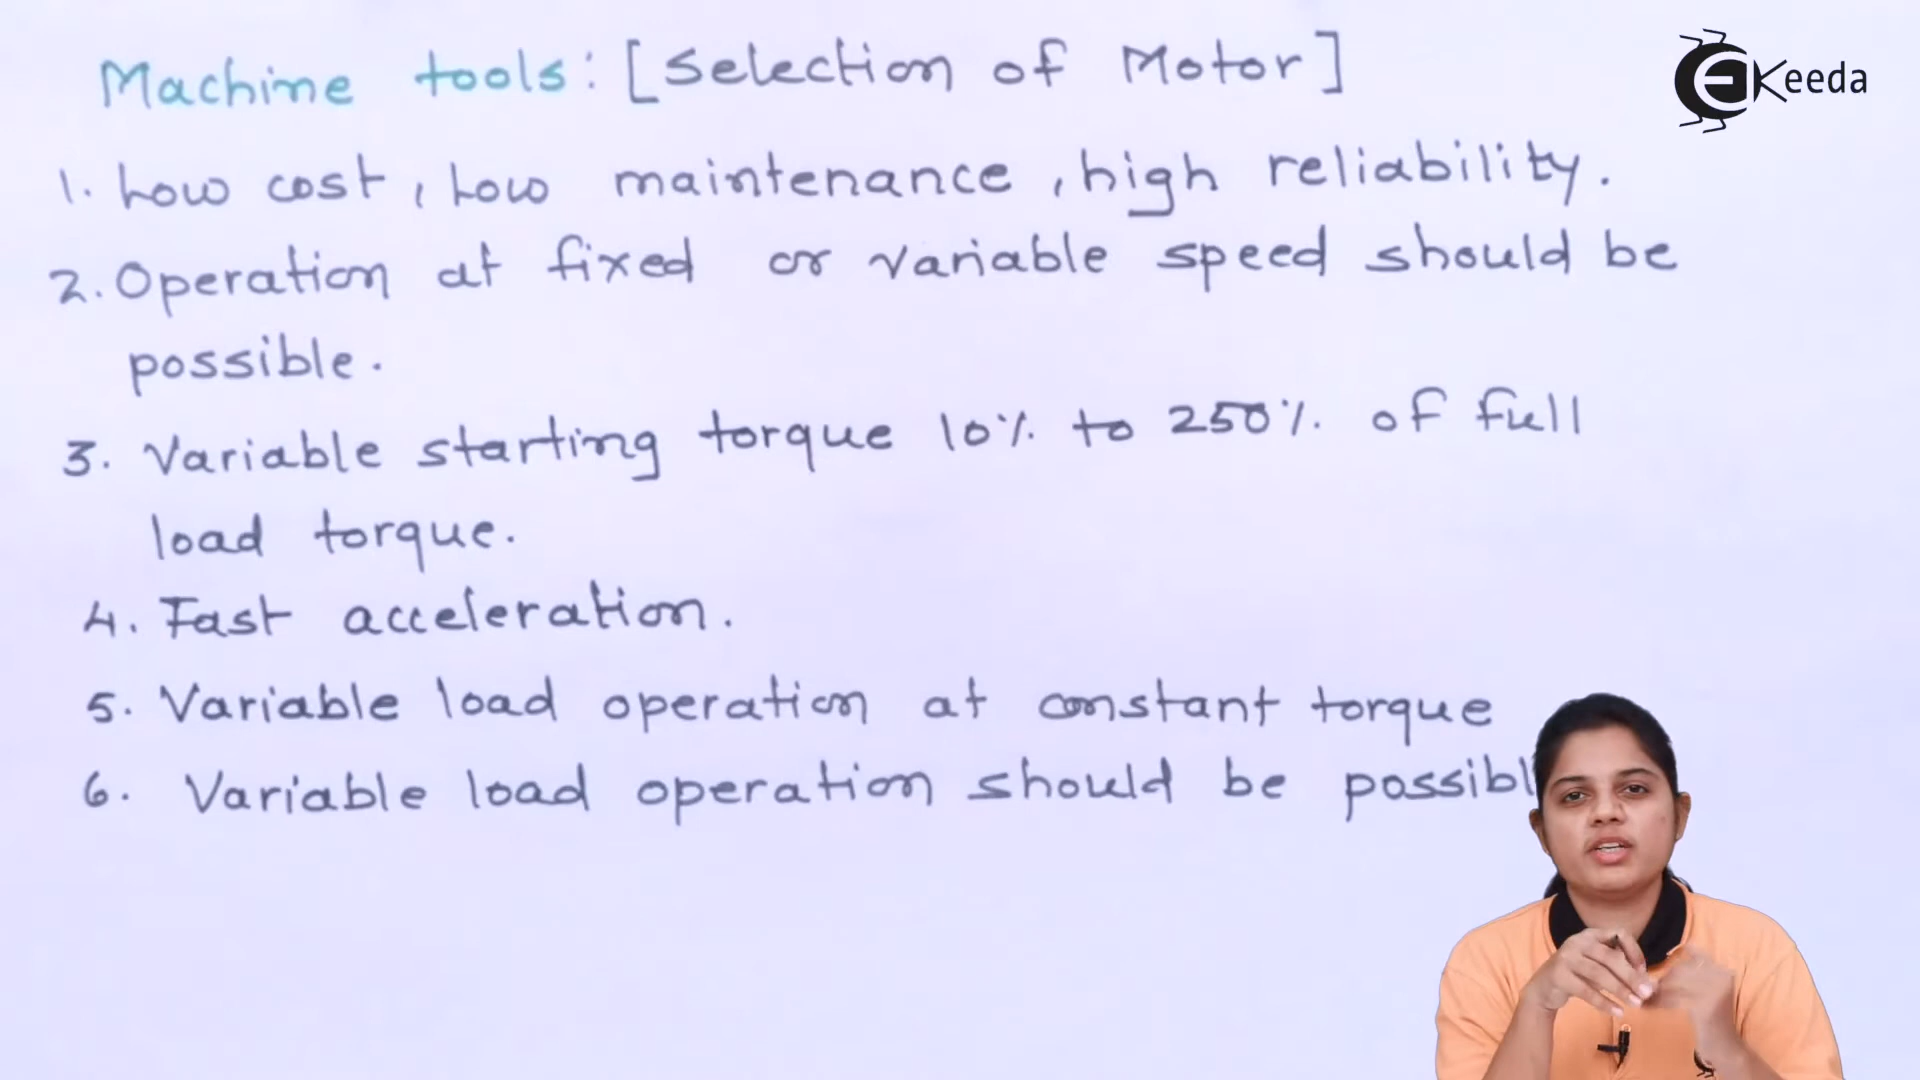 Machine tools: [Selection of Motor]
EKeeda
1. Low cost, Low maintenance, high reliability.
2. Operation at fixed or variable speed should be
possible.
3. Variable starting torque 10% to 250% of full
load torque.
4. Fast acceleration.
5. Variable load operation at constant torque
6. Variable load operation should be possibl